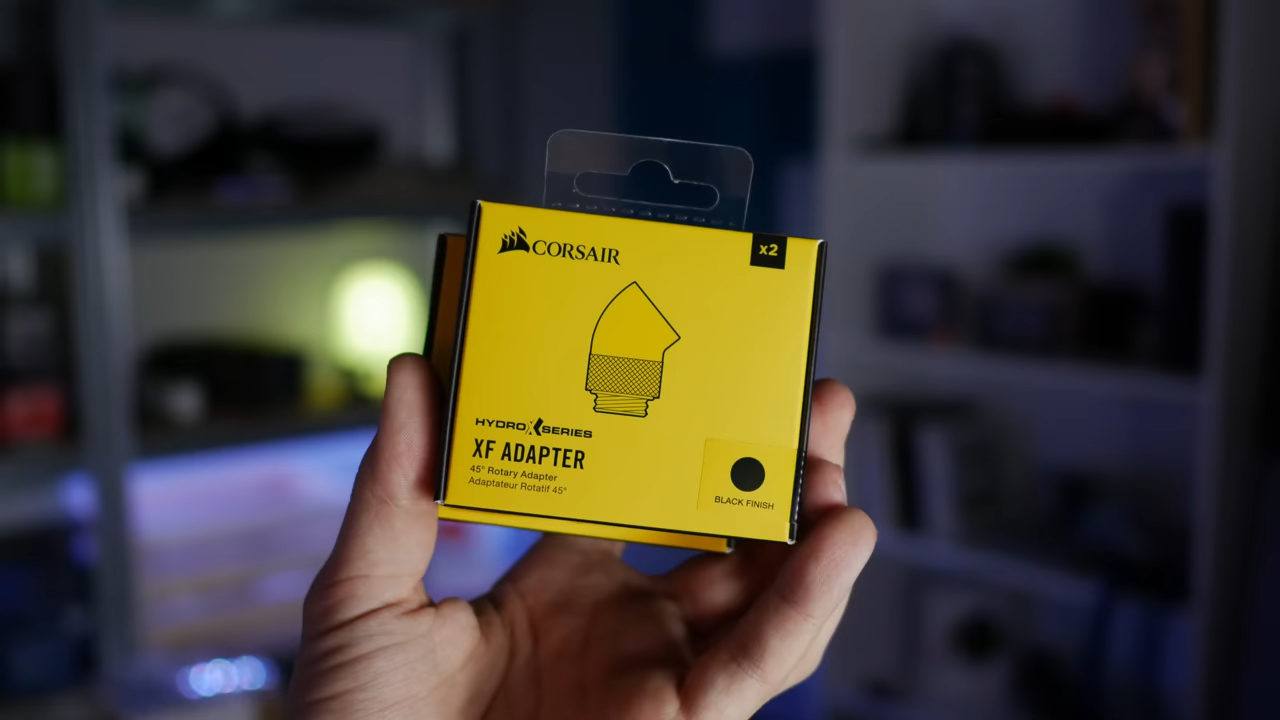 CORSAIR
x2
HYDRO X SERIES
XF ADAPTER
45° Rotary Adapter
Adaptateur Rotatif 45°
BLACK FINISH